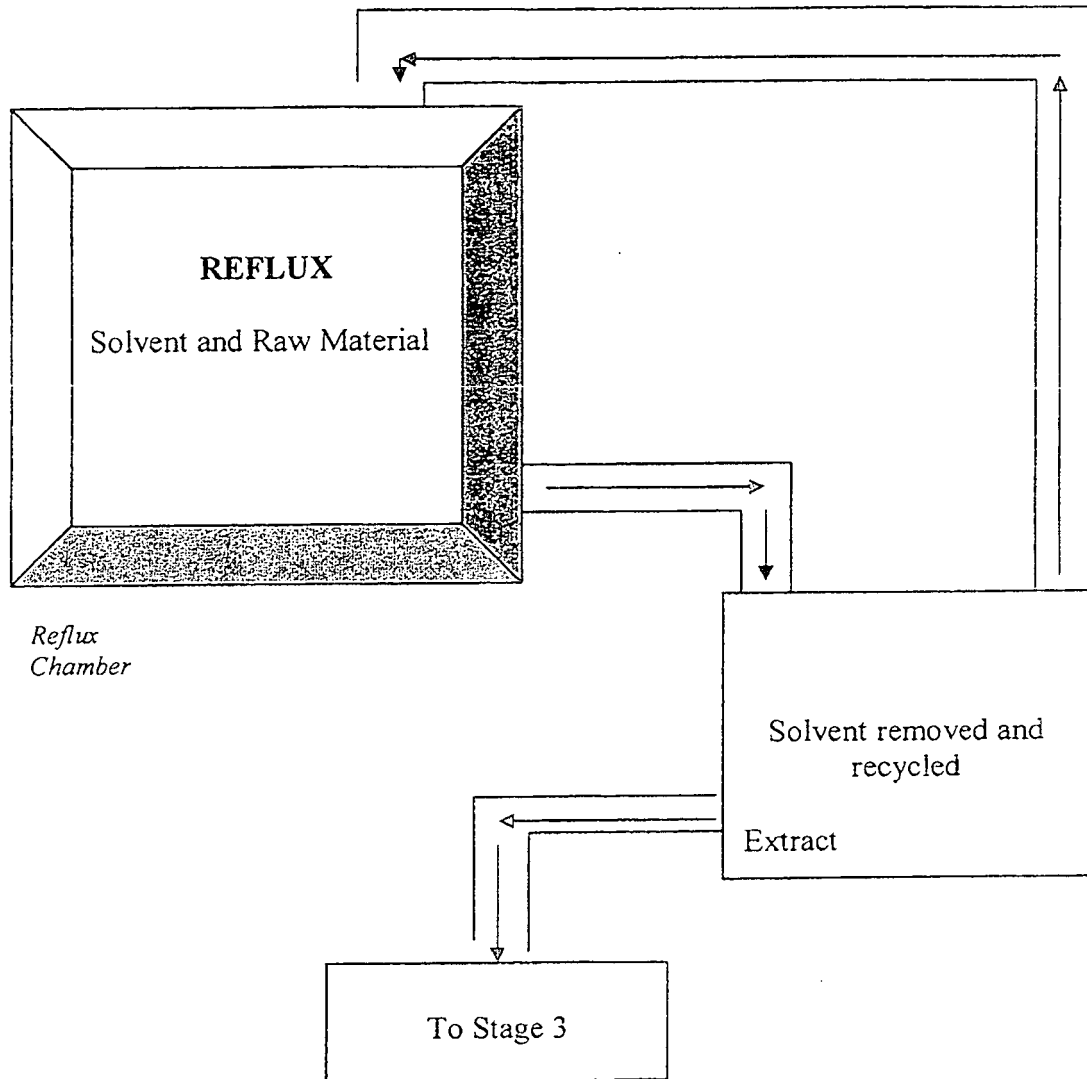 REFLUX
Solvent and Raw Material
Reflux
Chamber
Solvent removed and
recycled
Extract
To Stage 3